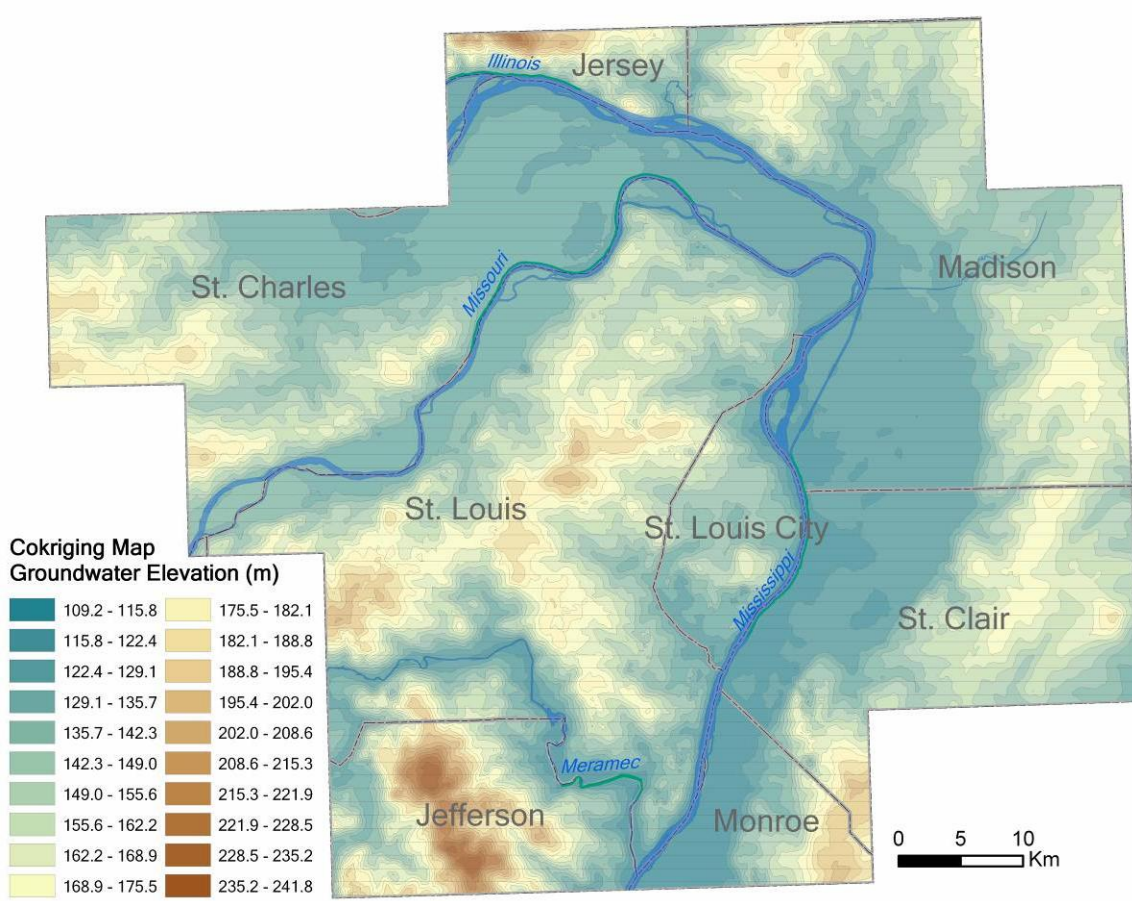 Illinois
Jersey
Madison
St. Charles
Missouri
St. Louis
St. Louis City
Mississippi
St. Clair
Meramec
Jefferson
Monroe
Cokriging Map
Groundwater Elevation (m)
109.2 - 115.8
115.8 - 122.4
122.4 - 129.1
129.1 - 135.7
135.7 - 142.3
142.3 - 149.0
149.0 - 155.6
155.6 - 162.2
162.2 - 168.9
168.9 - 175.5
175.5 - 182.1
182.1 - 188.8
188.8 - 195.4
195.4 - 202.0
202.0 - 208.6
208.6 - 215.3
215.3 - 221.9
221.9 - 228.5
228.5 - 235.2
235.2 - 241.8
0 5 10
Km